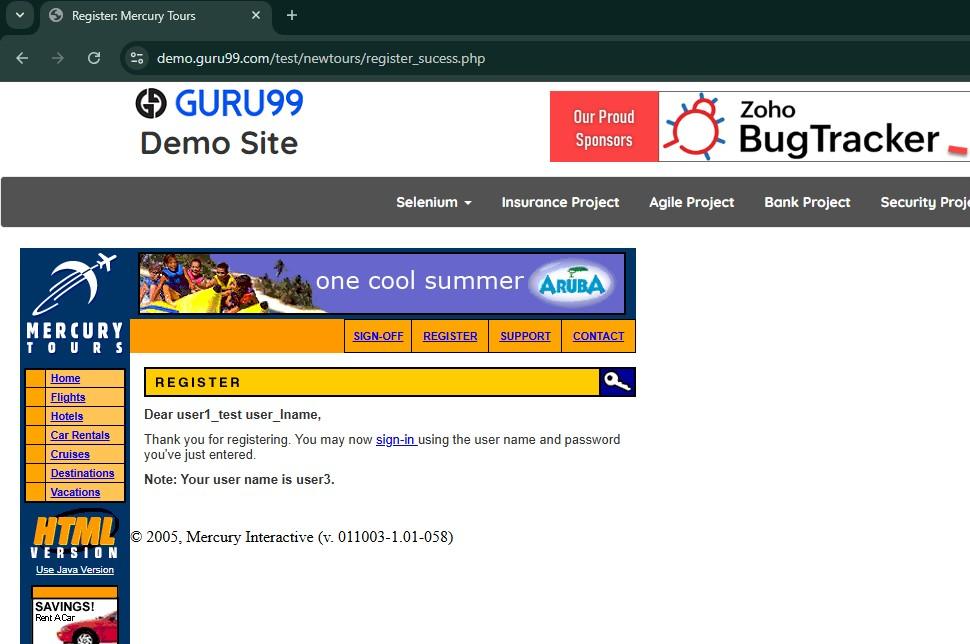 Register: Mercury Tours
demo.guru99.com/test/newtours/register_sucess.php
GURU99
Demo Site
Our Proud
Sponsors
Zoho
BugTracker
Selenium Insurance Project Agile Project Bank Project Security Proje
one cool summer ARUBA
MERCURY
TOURS
SIGN-OFF REGISTER SUPPORT CONTACT
REGISTER
Home
Flights
Hotels
Car Rentals
Cruises
Destinations
Vacations
Dear user1_test user_lname,
Thank you for registering. You may now sign-in using the user name and password
you've just entered.
Note: Your user name is user3.
HTML
VERSION
Use Java Version
© 2005, Mercury Interactive (v. 011003-1.01-058)
SAVINGS!
Rent A Car